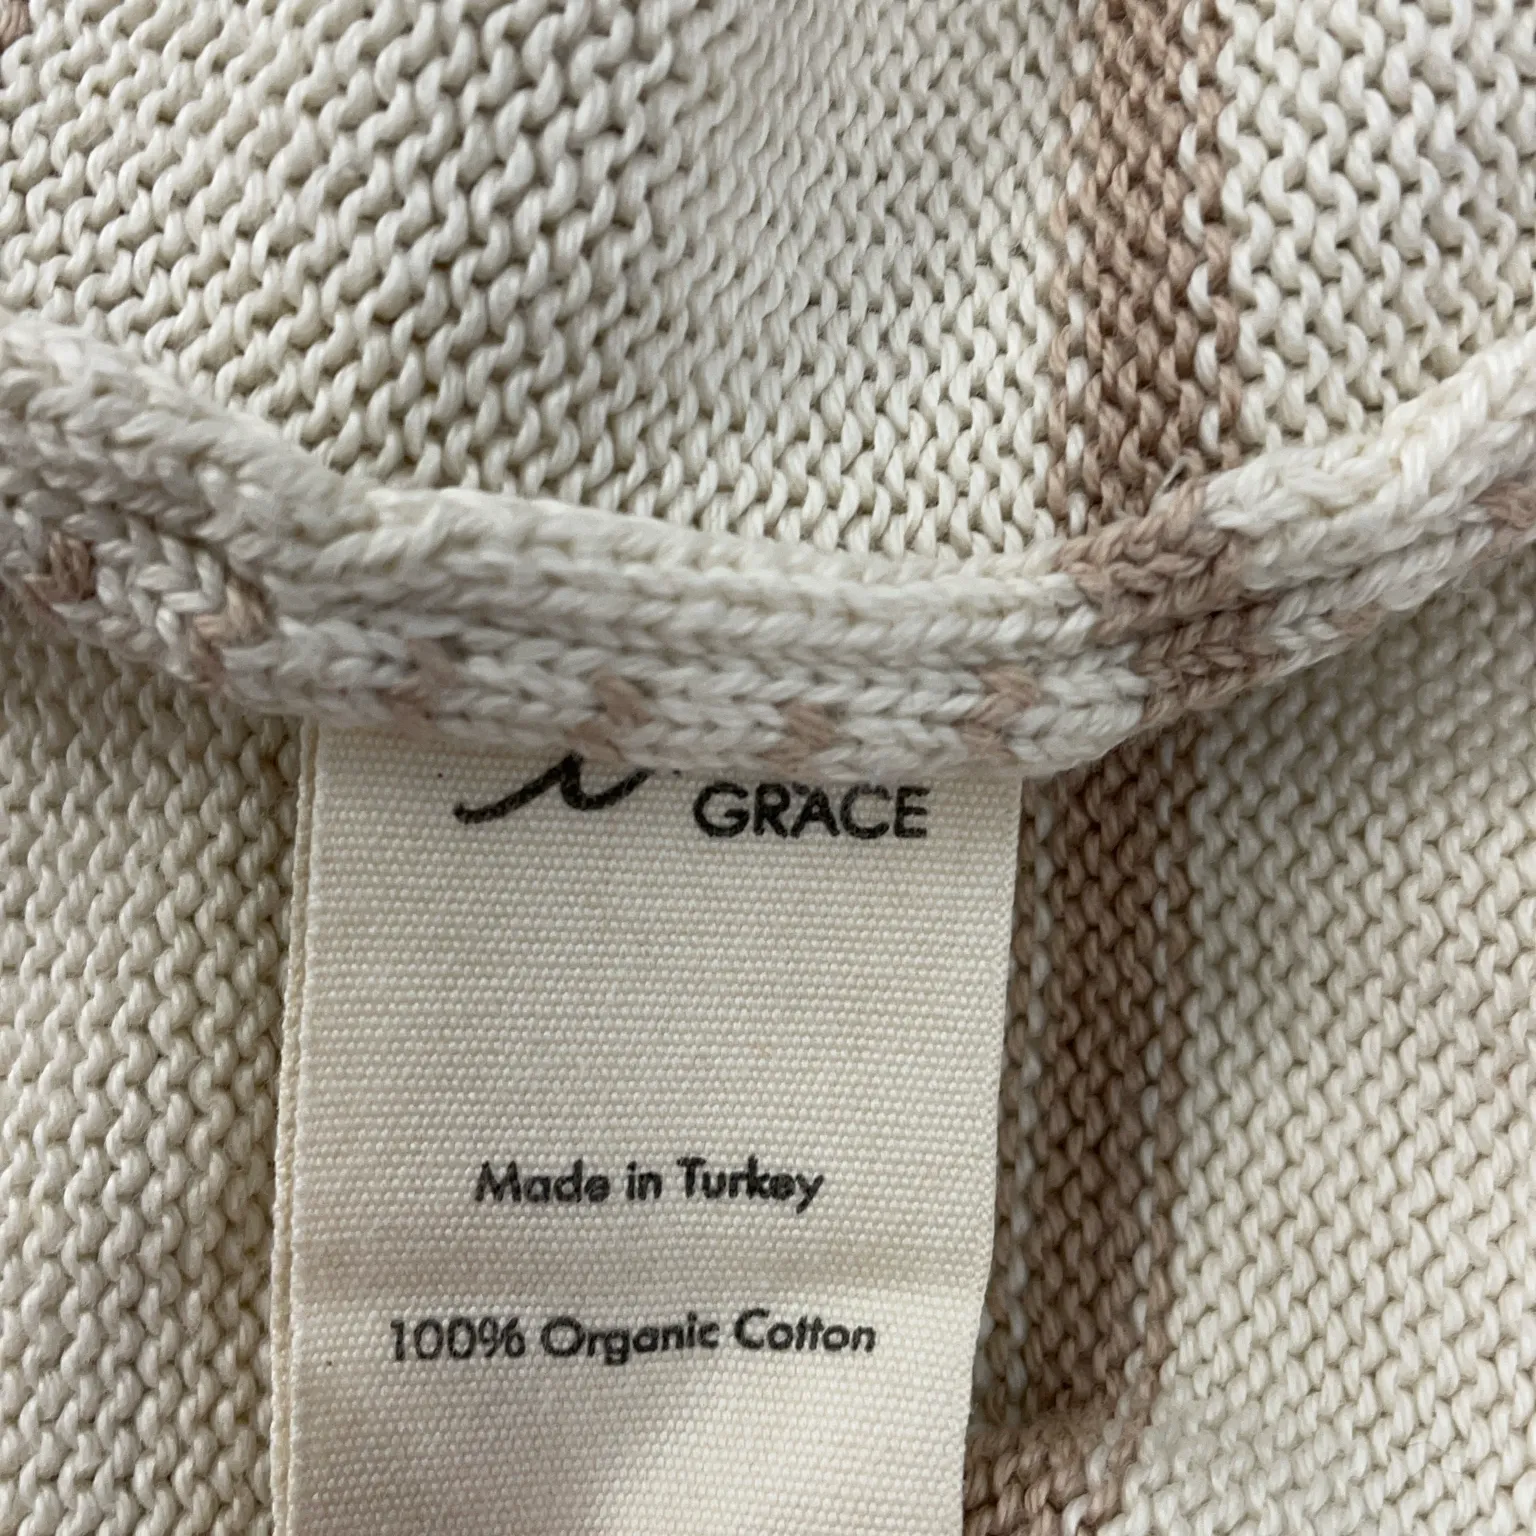 GRACE
Made in Turkey
100% Organic Cotton